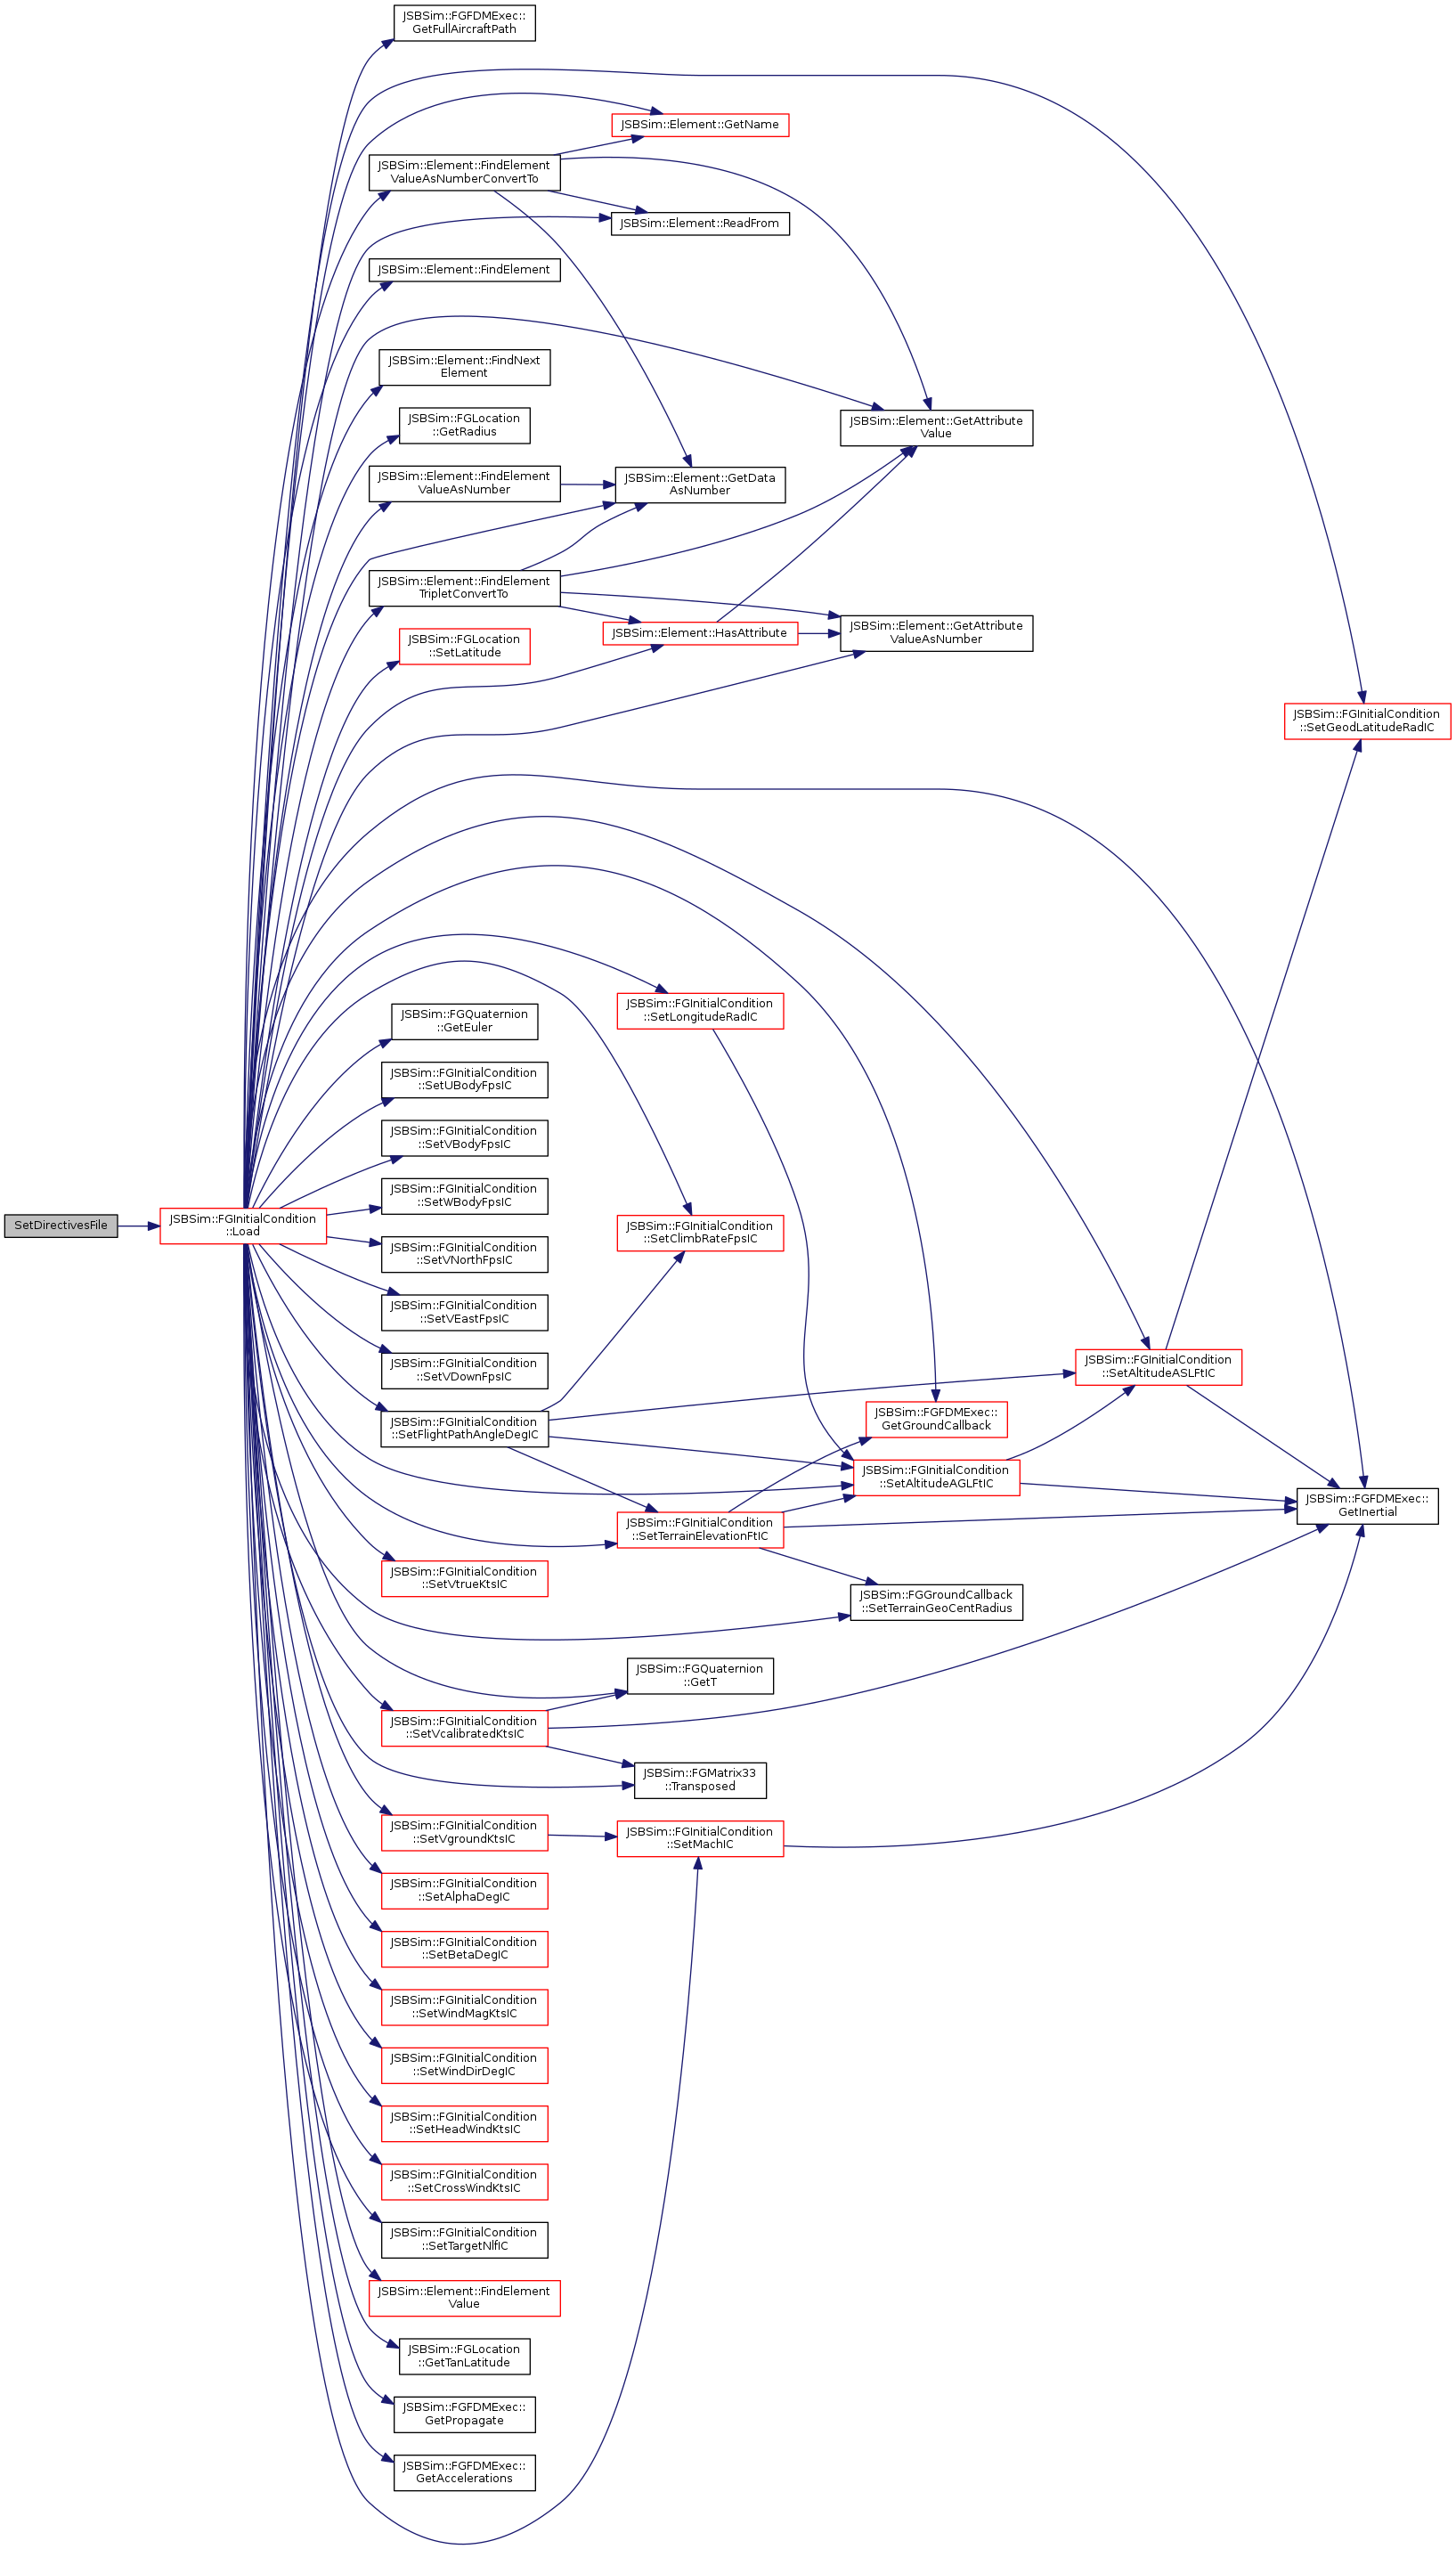 JSBSim::FGFDMExec::
GetFullAircraftPath
JSBSim::Element::GetName
JSBSim::Element::FindElement
ValueAsNumberConvertTo
JSBSim::Element::ReadFrom
JSBSim::Element::FindElement
JSBSim::Element::FindNext
Element
JSBSim::FGLocation
::GetRadius
JSBSim::Element::GetAttribute
Value
JSBSim::Element::FindElement
ValueAsNumber
JSBSim::Element::GetData
AsNumber
JSBSim::Element::FindElement
TripletConvertTo
JSBSim::Element::HasAttribute
JSBSim::Element::GetAttribute
ValueAsNumber
JSBSim::FGLocation
::SetLatitude
JSBSim::FGInitialCondition
::SetGeodLatitudeRadIC
JSBSim::FGInitialCondition
::SetLongitudeRadIC
JSBSim::FGQuaternion
::GetEuler
JSBSim::FGInitialCondition
::SetUBodyFpsIC
JSBSim::FGInitialCondition
::SetVBodyFpsIC
JSBSim::FGInitialCondition
::SetWBodyFpsIC
SetDirectivesFile
JSBSim::FGInitialCondition
::Load
JSBSim::FGInitialCondition
::SetClimbRateFpsIC
JSBSim::FGInitialCondition
::SetVNorthFpsIC
JSBSim::FGInitialCondition
::SetVEastFpsIC
JSBSim::FGInitialCondition
::SetVDownFpsIC
JSBSim::FGInitialCondition
::SetAltitudeASLFtIC
JSBSim::FGInitialCondition
::SetFlightPathAngleDegIC
JSBSim::FGFDMExec::
GetGroundCallback
JSBSim::FGInitialCondition
::SetAltitudeAGLFtIC
JSBSim::FGFDMExec::
GetInertial
JSBSim::FGInitialCondition
::SetTerrainElevationFtIC
JSBSim::FGInitialCondition
::SetVtrueKtsIC
JSBSim::FGGroundCallback
::SetTerrainGeoCentRadius
JSBSim::FGQuaternion
::GetT
JSBSim::FGInitialCondition
::SetVcalibratedKtsIC
JSBSim::FGMatrix33
::Transposed
JSBSim::FGInitialCondition
::SetVgroundKtsIC
JSBSim::FGInitialCondition
::SetMachIC
JSBSim::FGInitialCondition
::SetAlphaDegIC
JSBSim::FGInitialCondition
::SetBetaDegIC
JSBSim::FGInitialCondition
::SetWindMagKtsIC
JSBSim::FGInitialCondition
::SetWindDirDegIC
JSBSim::FGInitialCondition
::SetHeadWindKtsIC
JSBSim::FGInitialCondition
::SetCrossWindKtsIC
JSBSim::FGInitialCondition
::SetTargetNlfIC
JSBSim::Element::FindElement
Value
JSBSim::FGLocation
::GetTanLatitude
JSBSim::FGFDMExec::
GetPropagate
JSBSim::FGFDMExec::
GetAccelerations